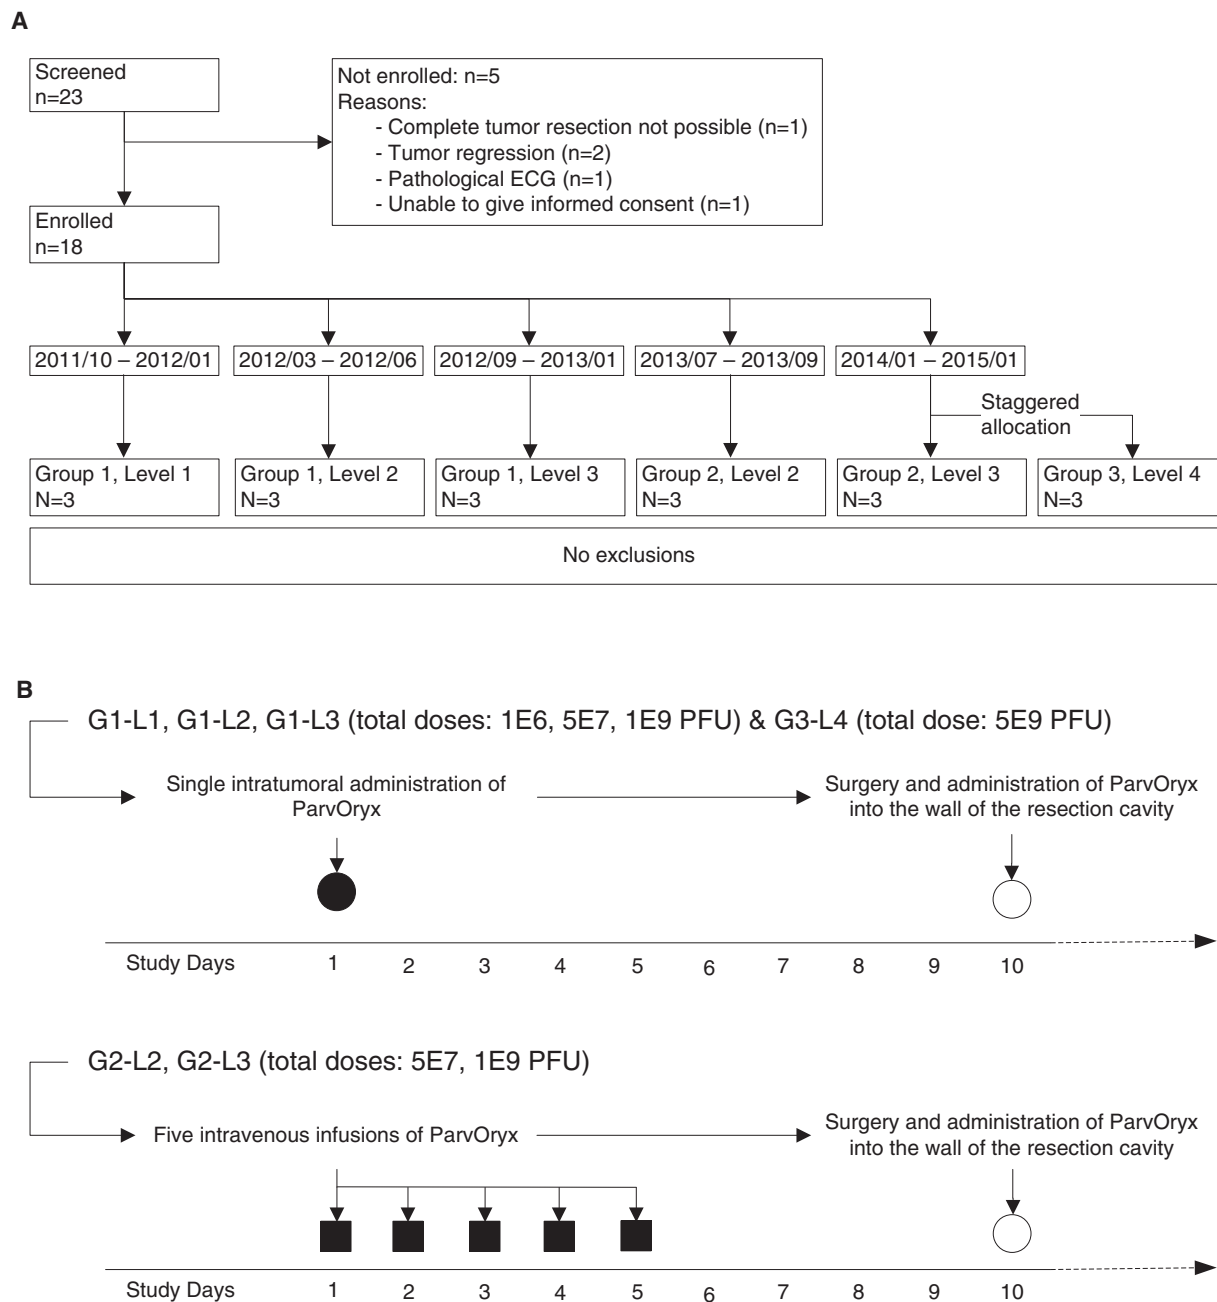 A
Screened
n=23
Not enrolled: n=5
Reasons:
- Complete tumor resection not possible (n=1)
- Tumor regression (n=2)
- Pathological ECG (n=1)
- Unable to give informed consent (n=1)
Enrolled
n=18
2011/10 – 2012/01
2012/03 – 2012/06
2012/09 – 2013/01
2013/07 – 2013/09
2014/01 – 2015/01
Staggered
allocation
Group 1, Level 1
N=3
Group 1, Level 2
N=3
Group 1, Level 3
N=3
Group 2, Level 2
N=3
Group 2, Level 3
N=3
Group 3, Level 4
N=3
No exclusions
B
G1-L1, G1-L2, G1-L3 (total doses: 1E6, 5E7, 1E9 PFU) & G3-L4 (total dose: 5E9 PFU)
Single intratumoral administration of
ParvOryx
Surgery and administration of ParvOryx
into the wall of the resection cavity
Study Days 1 2 3 4 5 6 7 8 9 10
G2-L2, G2-L3 (total doses: 5E7, 1E9 PFU)
Five intravenous infusions of ParvOryx
Surgery and administration of ParvOryx
into the wall of the resection cavity
Study Days 1 2 3 4 5 6 7 8 9 10